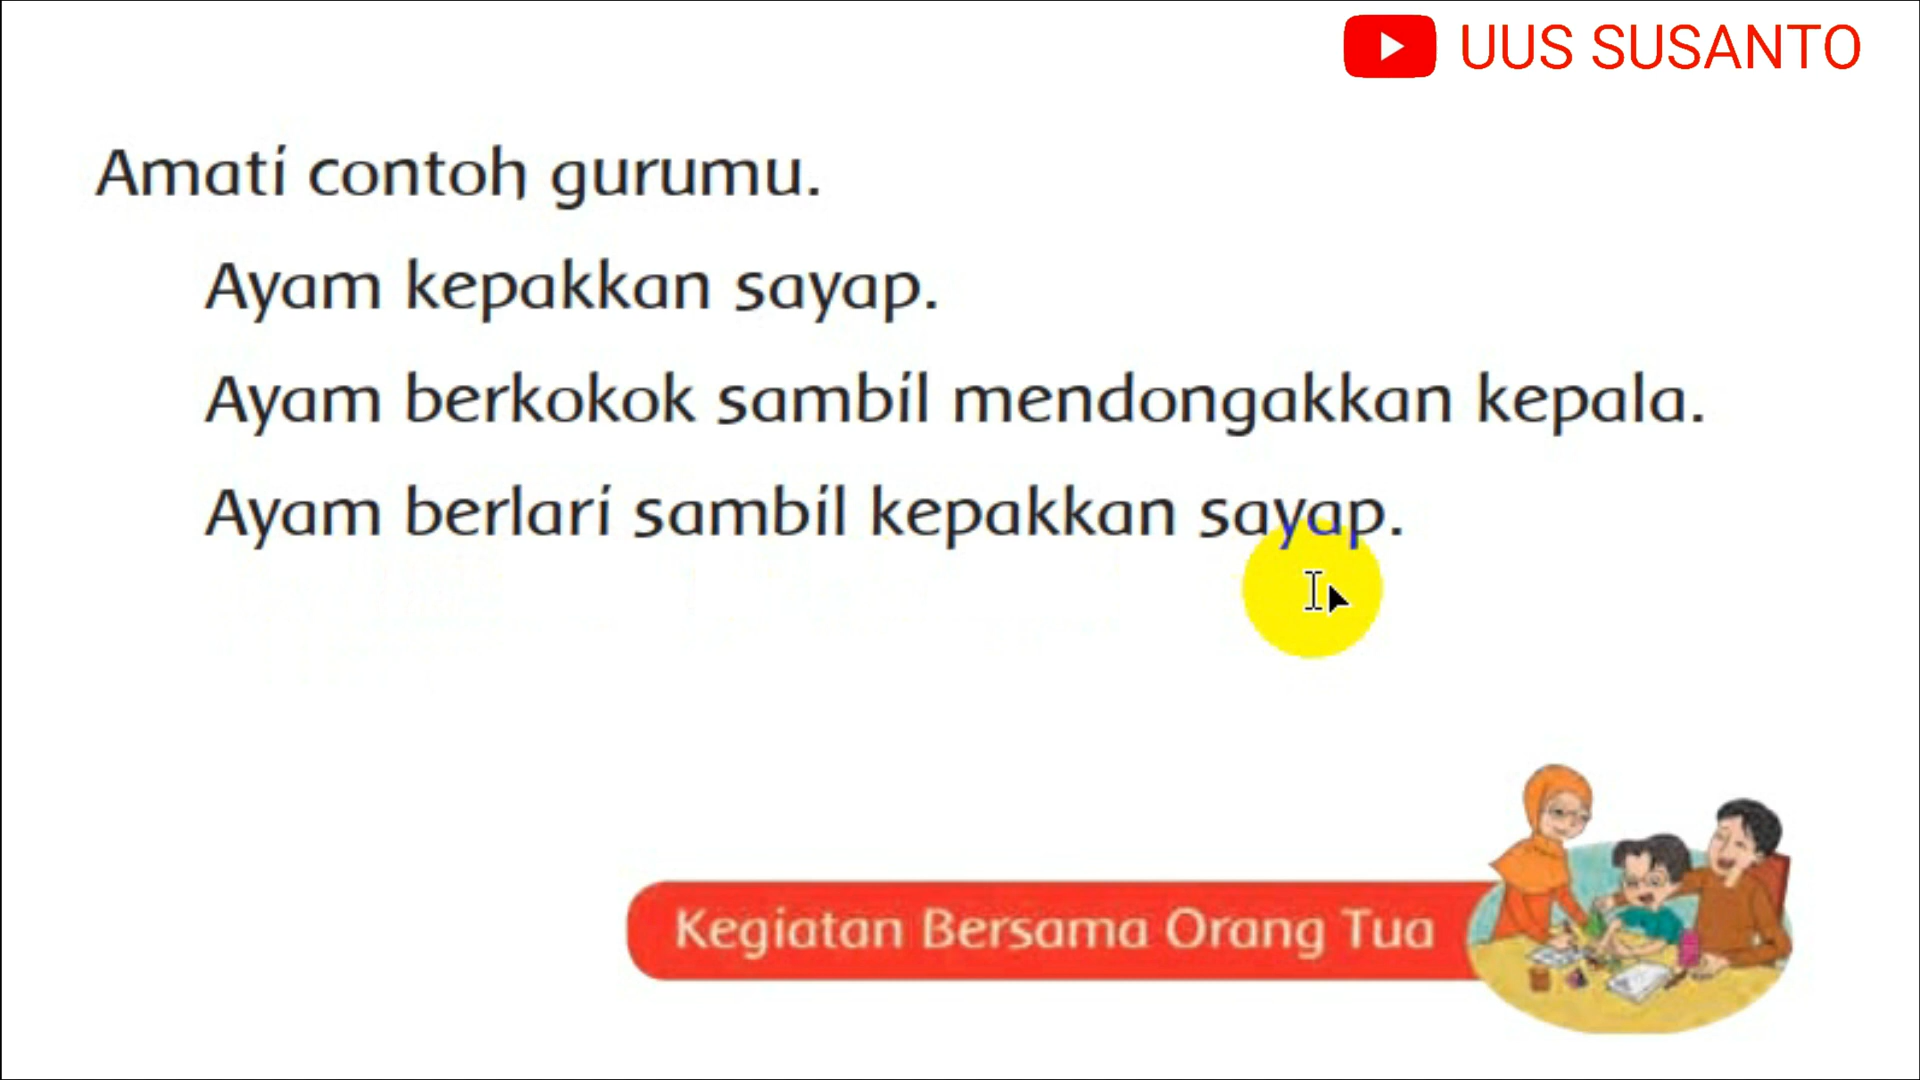 UUS SUSANTO
Amati contoh gurumu.
Ayam kepakkan sayap.
Ayam berkokok sambil mendongakkan kepala.
Ayam berlari sambil kepakkan sayap.
Kegiatan Bersama Orang Tua